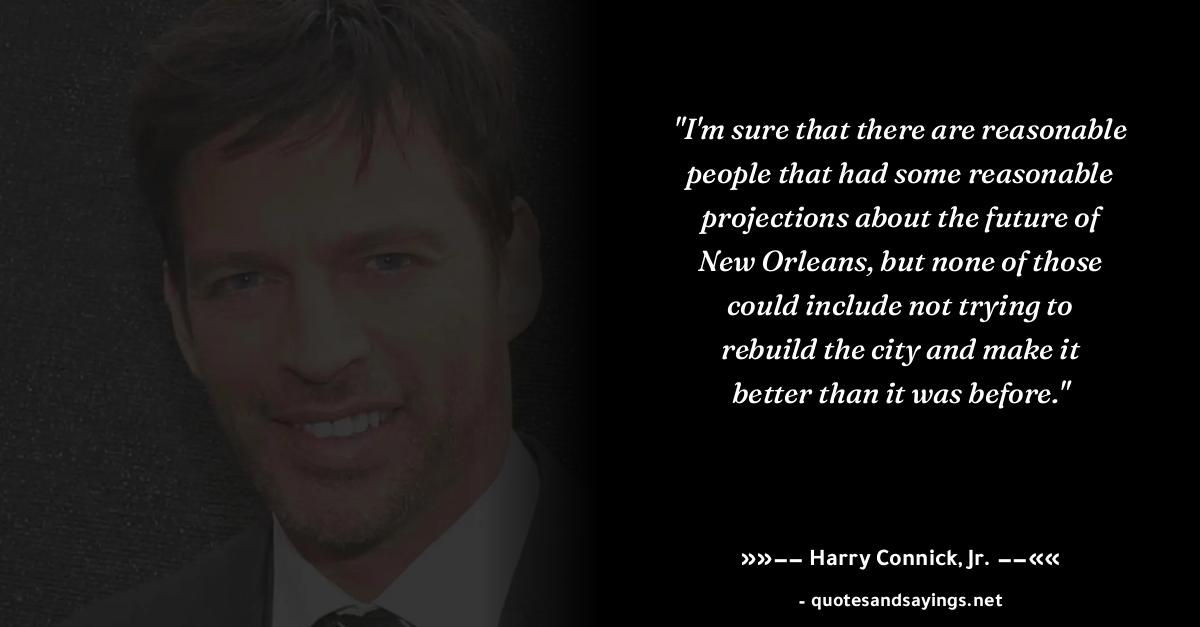 "I'm sure that there are reasonable
people that had some reasonable
projections about the future of
New Orleans, but none of those
could include not trying to
rebuild the city and make it
better than it was before."
»»−− Harry Connick, Jr. −−««
- quotesandsayings.net